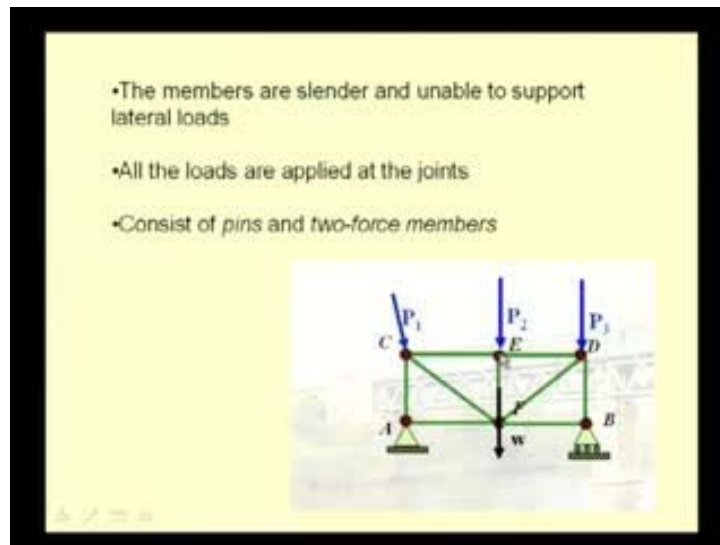 •The members are slender and unable to support
lateral loads
•All the loads are applied at the joints
•Consist of pins and two-force members
P1 P2 P3
C E D
A F B
w